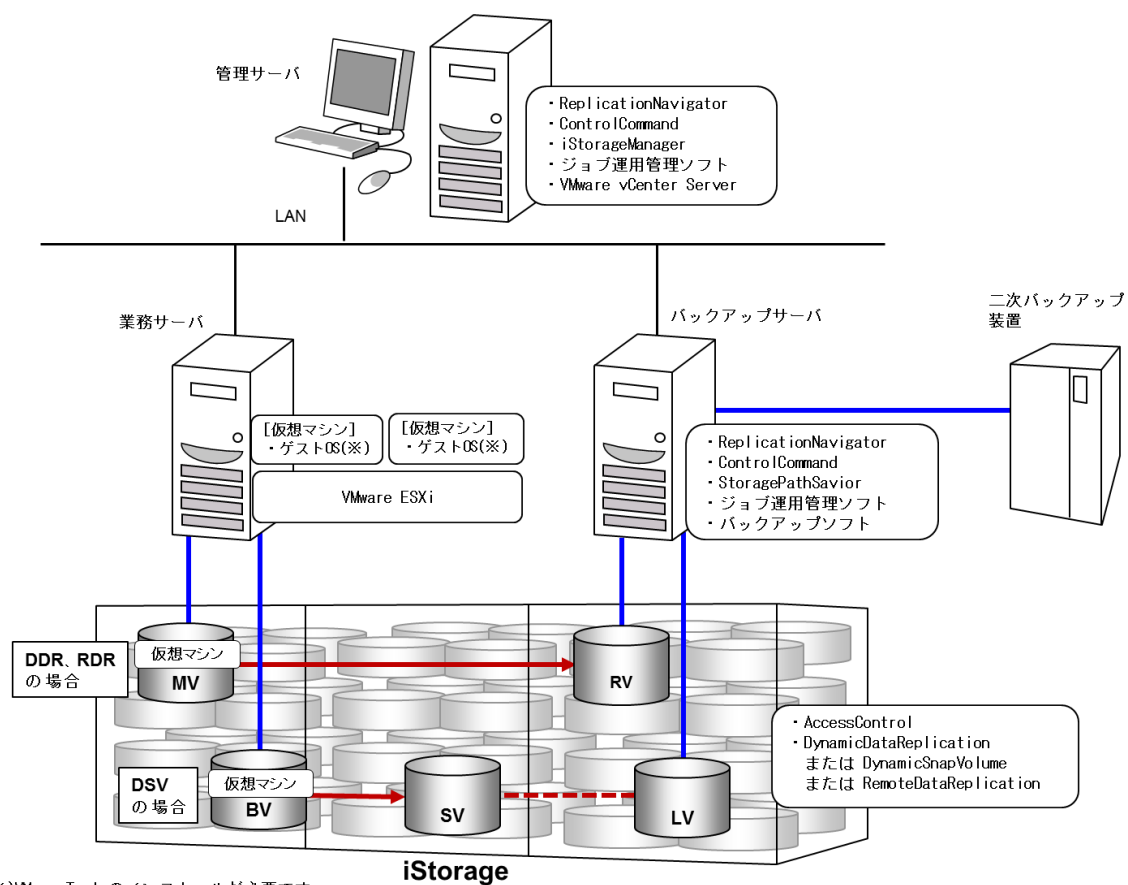 管理サーバ
・ReplicationNavigator
・ControlCommand
・iStorageManager
・ジョブ運用管理ソフト
・VMware vCenter Server
LAN
業務サーバ
バックアップサーバ
二次バックアップ
装置
[仮想マシン]
・ゲストOS(※)
[仮想マシン]
・ゲストOS(※)
VMware ESXi
・ReplicationNavigator
・ControlCommand
・StoragePathSavior
・ジョブ運用管理ソフト
・バックアップソフト
DDR、RDR
の場合
仮想マシン
MV
RV
・AccessControl
・DynamicDataReplication
または DynamicSnapVolume
または RemoteDataReplication
DSV
の場合
仮想マシン
BV
SV
LV
iStorage